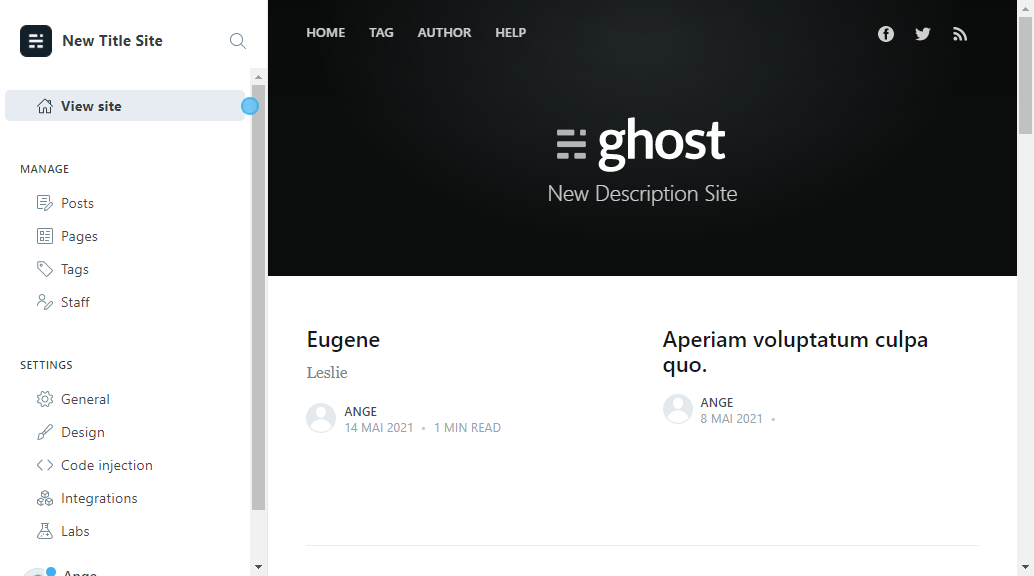 New Title Site
View site
MANAGE
Posts
Pages
Tags
Staff
SETTINGS
General
Design
Code injection
Integrations
Labs
Ange
HOME TAG AUTHOR HELP
ghost
New Description Site
Eugene
Leslie
ANGE
14 MAI 2021 • 1 MIN READ
Aperiam voluptatum culpa
quo.
ANGE
8 MAI 2021 •